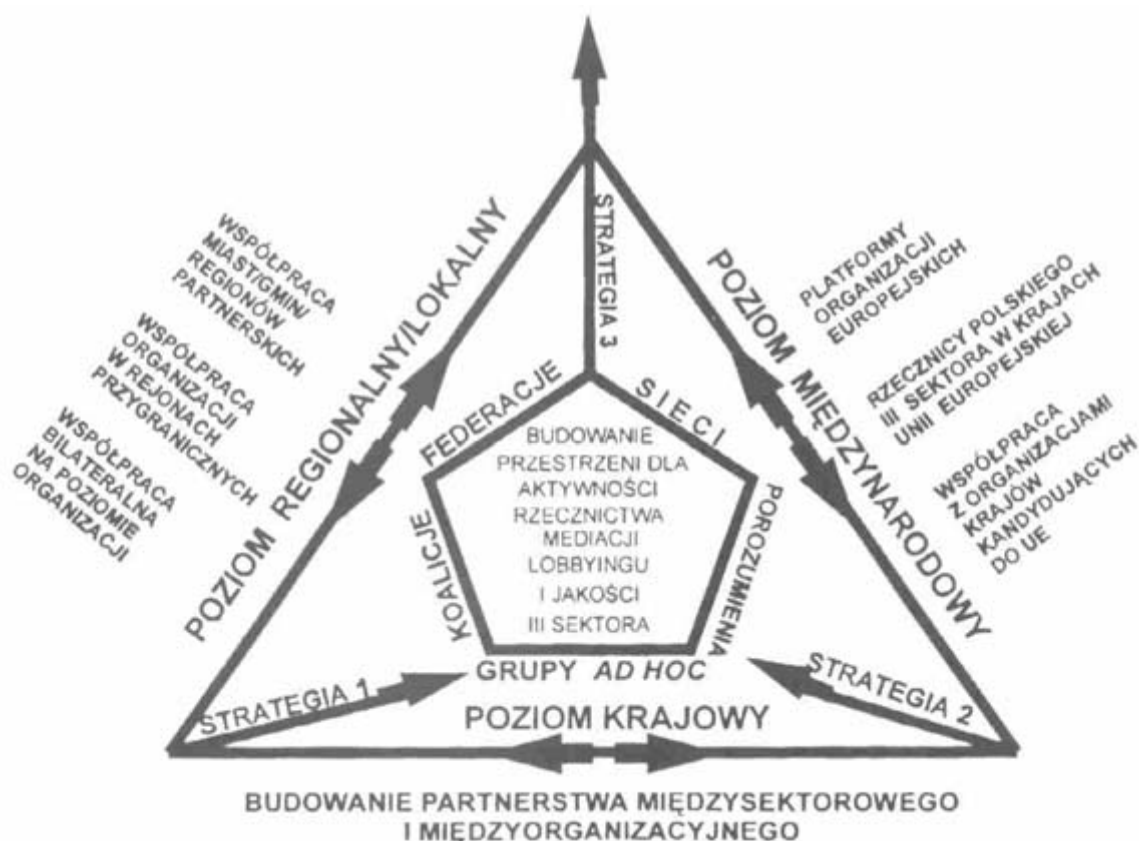 WSPÓŁPRACA
MIAST/GMIN/
REGIONÓW
PARTNERSKICH
WSPÓŁPRACA
ORGANIZACJI
W REJONACH
PRZYGRANICZNYCH
WSPÓŁPRACA
BILATERALNA
NA POZIOMIE
ORGANIZACJI
POZIOM REGIONALNY/LOKALNY
STRATEGIA 3
POZIOM MIĘDZYNARODOWY
PLATFORMY
ORGANIZACJI
EUROPEJSKICH
RZECZNICY POLSKIEGO
III SEKTORA W KRAJACH
UNII EUROPEJSKIEJ
WSPÓŁPRACA
Z ORGANIZACJAMI
KRAJÓW
KANDYDUJĄCYCH
DO UE
FEDERACJE
SIECI
KOALICJE
POROZUMIENIA
BUDOWANIE
PRZESTRZENI DLA
AKTYWNOŚCI
RZECZNICTWA
MEDIACJI
LOBBYINGU
I JAKOŚCI
III SEKTORA
GRUPY AD HOC
STRATEGIA 1
STRATEGIA 2
POZIOM KRAJOWY
BUDOWANIE PARTNERSTWA MIĘDZYSEKTOROWEGO
I MIĘDZYORGANIZACYJNEGO